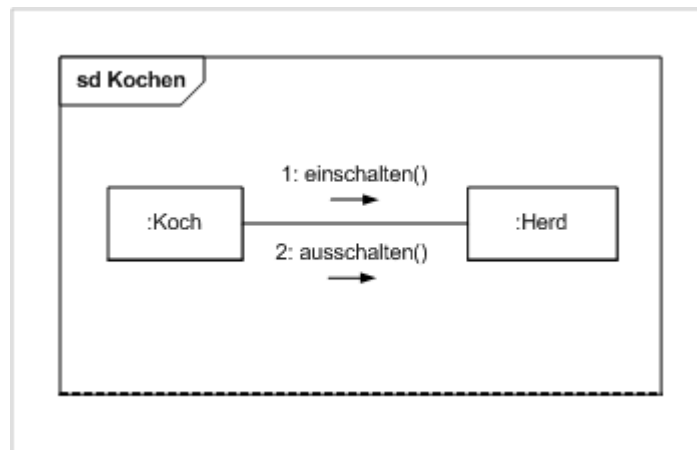 sd Kochen
1: einschalten()
:Koch
:Herd
2: ausschalten()